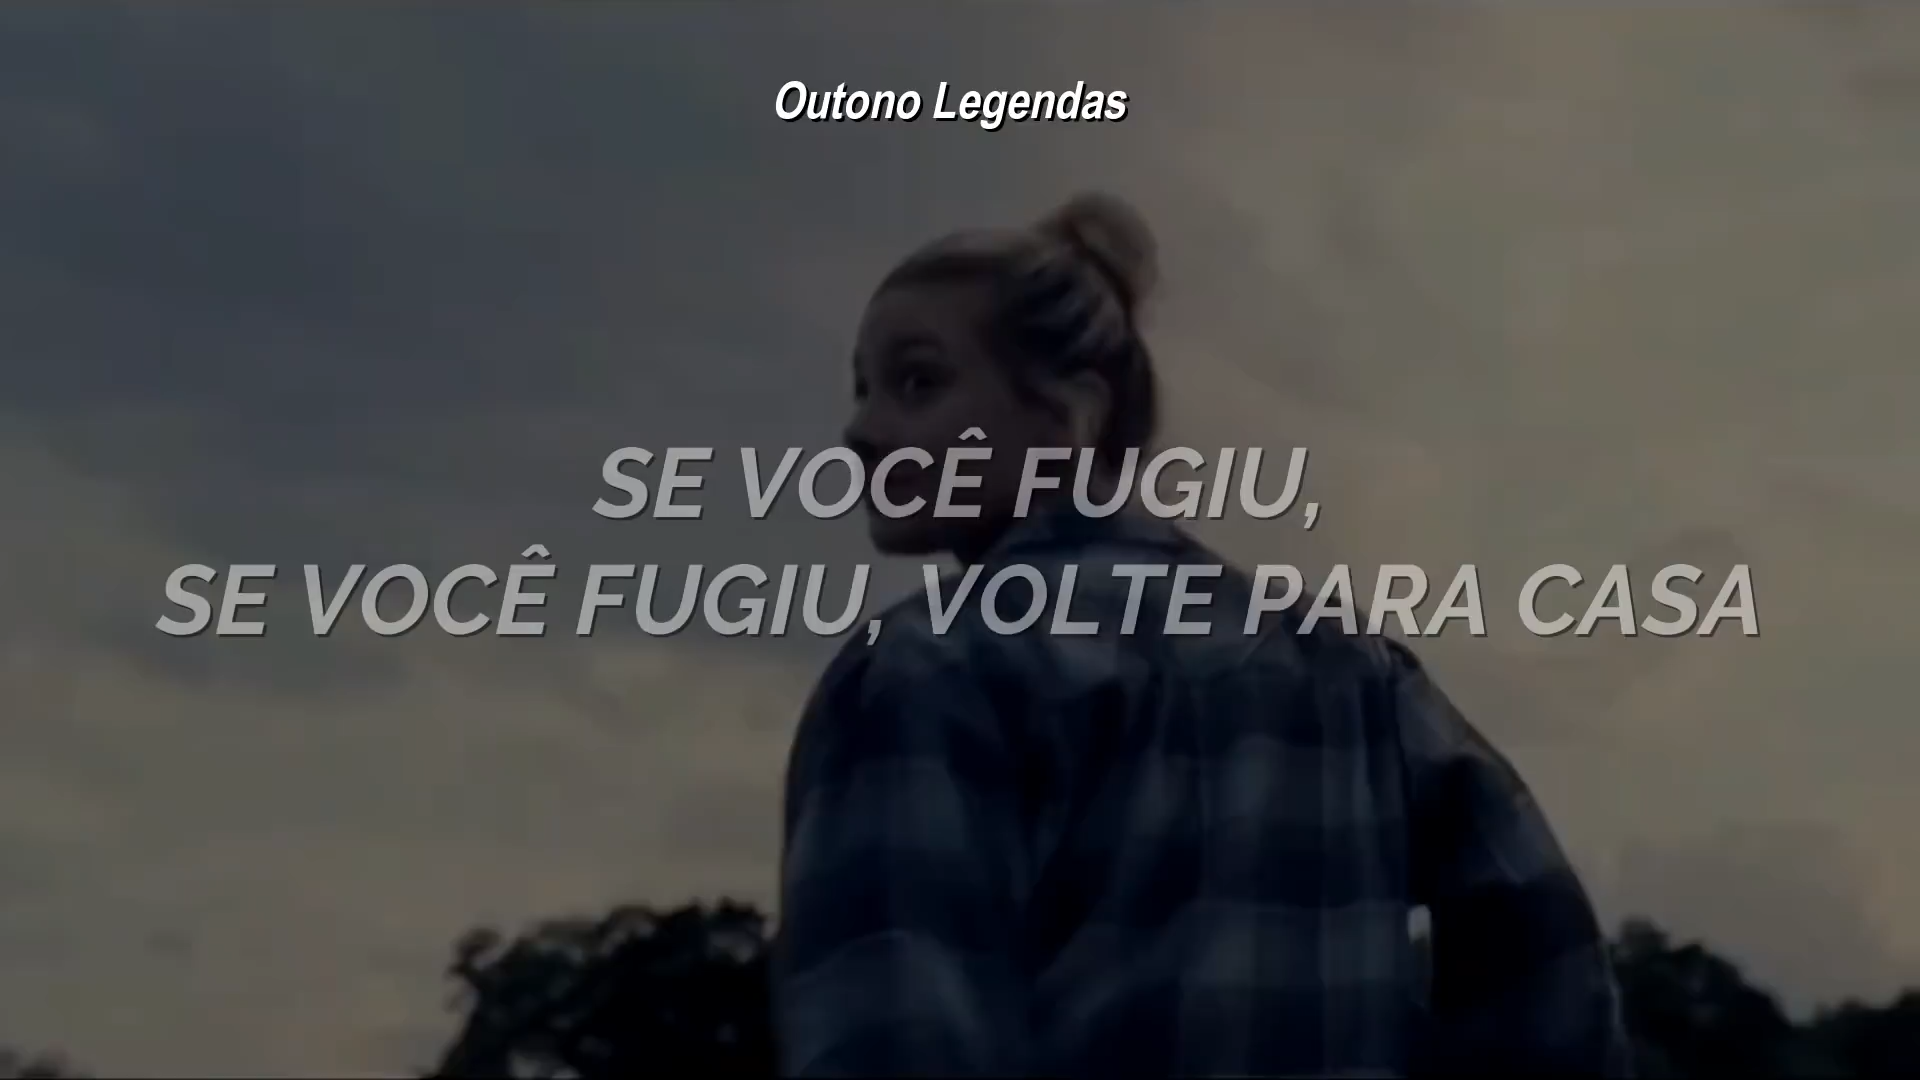 Outono Legendas
SE VOCÊ FUGIU,
SE VOCÊ FUGIU, VOLTE PARA CASA